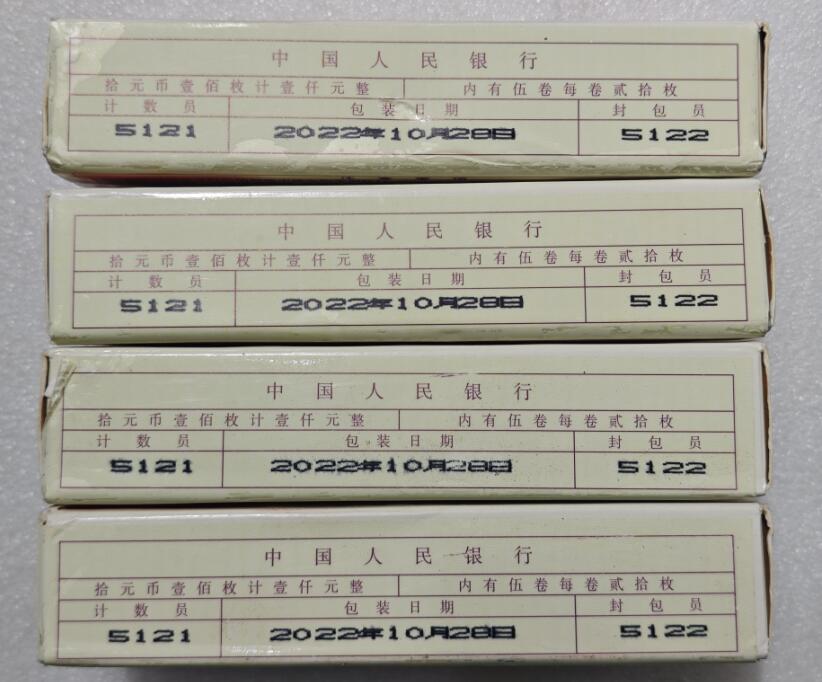 中国人民银行
拾元币壹佰枚计壹仟元整 内有伍卷每卷贰拾枚
计数员 包装日期 封包员
5121 2022年10月28日 5122
中国人民银行
拾元币壹佰枚计壹仟元整 内有伍卷每卷贰拾枚
计数员 包装日期 封包员
5121 2022年10月28日 5122
中国人民银行
拾元币壹佰枚计壹仟元整 内有伍卷每卷贰拾枚
计数员 包装日期 封包员
5121 2022年10月28日 5122
中国人民银行
拾元币壹佰枚计壹仟元整 内有伍卷每卷贰拾枚
计数员 包装日期 封包员
5121 2022年10月28日 5122